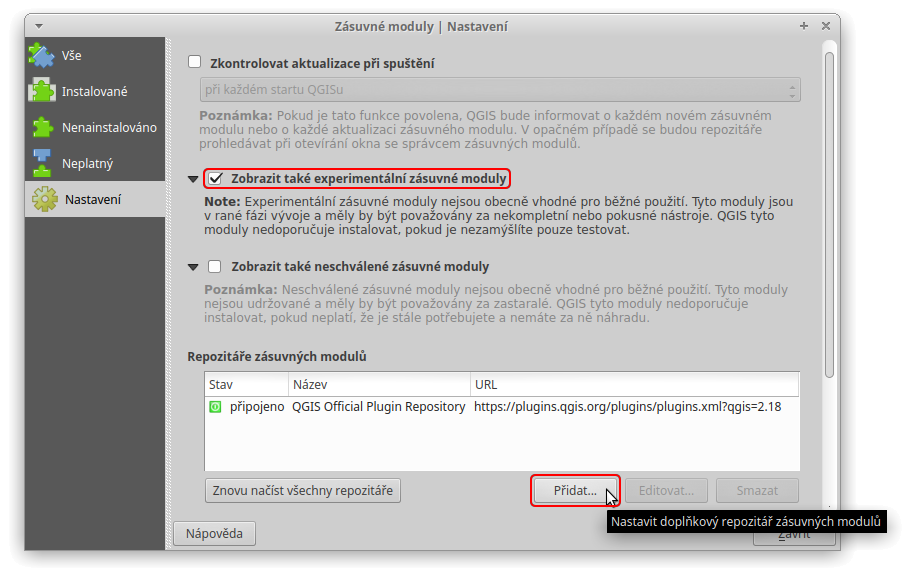 Zásuvné moduly | Nastavení
Vše
Instalované
Nenainstalováno
Neplatný
Nastavení
Zkontrolovat aktualizace při spuštění
při každém startu QGISu
Poznámka: Pokud je tato funkce povolena, QGIS bude informovat o každém novém zásuvném
modulu nebo o každé aktualizaci zásuvného modulu. V opačném případě se budou repozitáře
prohledávat při otevírání okna se správcem zásuvných modulů.
Zobrazit také experimentální zásuvné moduly
Note: Experimentální zásuvné moduly nejsou obecně vhodné pro běžné použití. Tyto moduly jsou
v rané fázi vývoje a měly by být považovány za nekompletní nebo pokusné nástroje. QGIS tyto
moduly nedoporučuje instalovat, pokud je nezamýšlíte pouze testovat.
Zobrazit také neschválené zásuvné moduly
Poznámka: Neschválené zásuvné moduly nejsou obecně vhodné pro běžné použití. Tyto moduly
nejsou udržované a měly by být považovány za zastaralé. QGIS tyto moduly nedoporučuje
instalovat, pokud neplatí, že je stále potřebujete a nemáte za ně náhradu.
Repozitáře zásuvných modulů
Stav Název URL
připojeno QGIS Official Plugin Repository https://plugins.qgis.org/plugins/plugins.xml?qgis=2.18
Znovu načíst všechny repozitáře Přidat... Editovat... Smazat
Nastavit doplňkový repozitář zásuvných modulů
Nápověda Zavřít